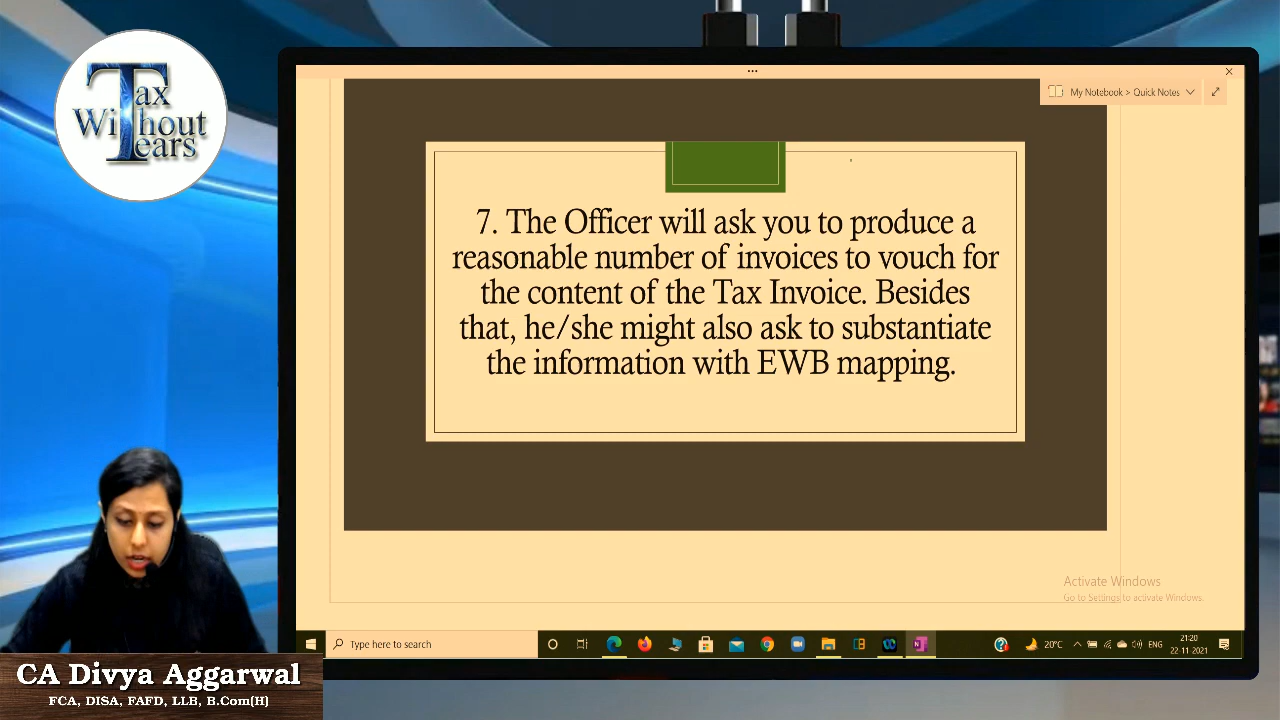 Tax
Without
Tears
My Notebook > Quick Notes
7. The Officer will ask you to produce a
reasonable number of invoices to vouch for
the content of the Tax Invoice. Besides
that, he/she might also ask to substantiate
the information with EWB mapping.
Activate Windows
Go to Settings to activate Windows.
Type here to search
20°C
ENG
21:20
22-11-2021
CA Divya Aggarwal
FCA, DISA, FAFD, LLB, B.Com(H)